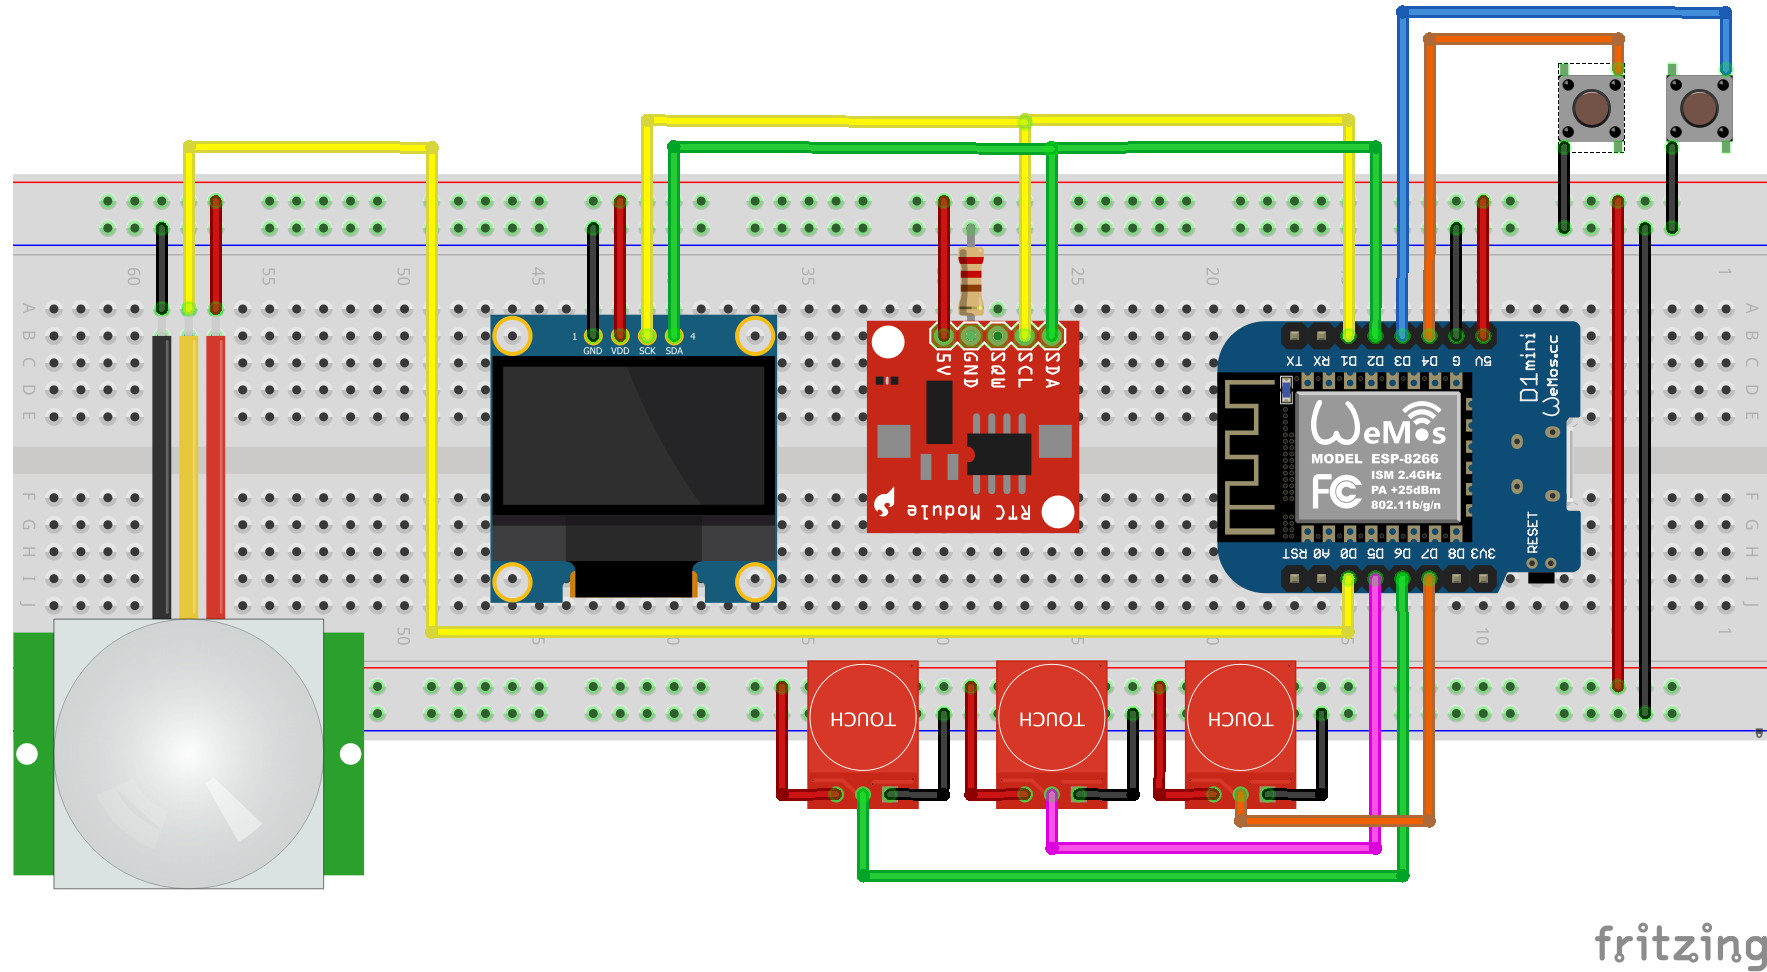 60
55
50
45
35
25
20
1
A
B
C
D
E
A
B
C
D
E
1
GND
VDD
SCK
SDA
4
5V
GND
SQW
SCL
SDA
RTC Module
TX
RX
D1
D2
D3
D4
G
5V
D1 mini
WeMos.cc
WeMos
MODEL ESP-8266
ISM 2.4GHz
PA +25dBm
802.11b/g/n
FC
RESET
RST
A0
D0
D5
D6
D7
D8
3V3
F
G
H
I
J
F
G
H
I
J
50
10
1
TOUCH
TOUCH
TOUCH
fritzing